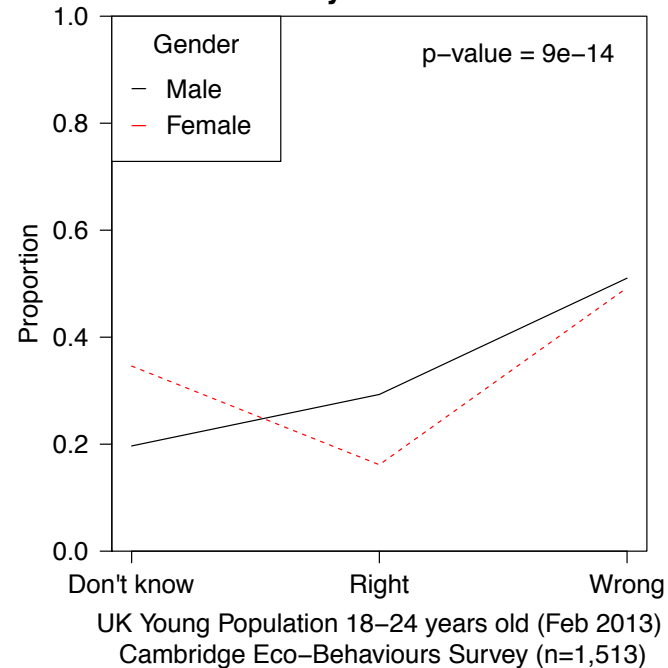 1.0
Gender
Male
Female
p−value = 9e−14
0.8
0.6
0.4
0.2
0.0
Proportion
Don't know
Right
Wrong
UK Young Population 18−24 years old (Feb 2013)
Cambridge Eco−Behaviours Survey (n=1,513)